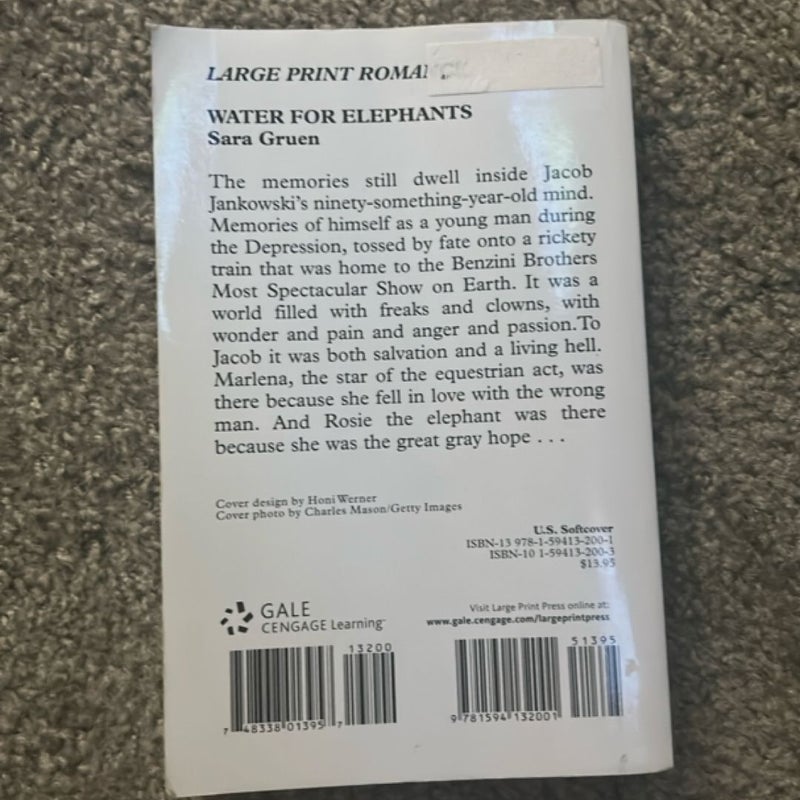 LARGE PRINT
WATER FOR ELEPHANTS
Sara Gruen
The memories still dwell inside Jacob
Jankowski's ninety-something-year-old mind.
Memories of himself as a young man during
the Depression, tossed by fate onto a rickety
train that was home to the Benzini Brothers
Most Spectacular Show on Earth. It was a
world filled with freaks and clowns, with
wonder and pain and anger and passion.To
Jacob it was both salvation and a living hell.
Marlena, the star of the equestrian act, was
there because she fell in love with the wrong
man. And Rosie the elephant was there
because she was the great gray hope . . .
Cover design by Honi Werner
Cover photo by Charles Mason/Getty Images
U.S. Softcover
ISBN-13 978-1-59413-200-1
ISBN-10 1-59413-200-3
$13.95
GALE
CENGAGE Learning™
Visit Large Print Press online at:
www.gale.cengage.com/largeprintpress
13200
7 48338 01395 7
51395
9 781594 132001